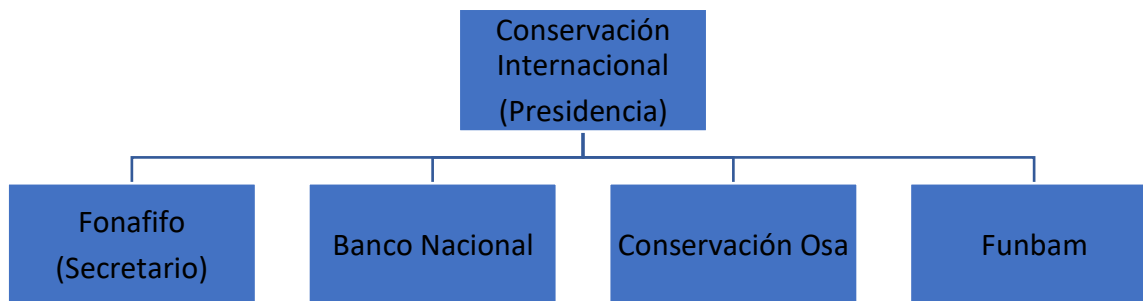 Conservación
Internacional
(Presidencia)
Fonafifo
(Secretario)
Banco Nacional
Conservación Osa
Funbam